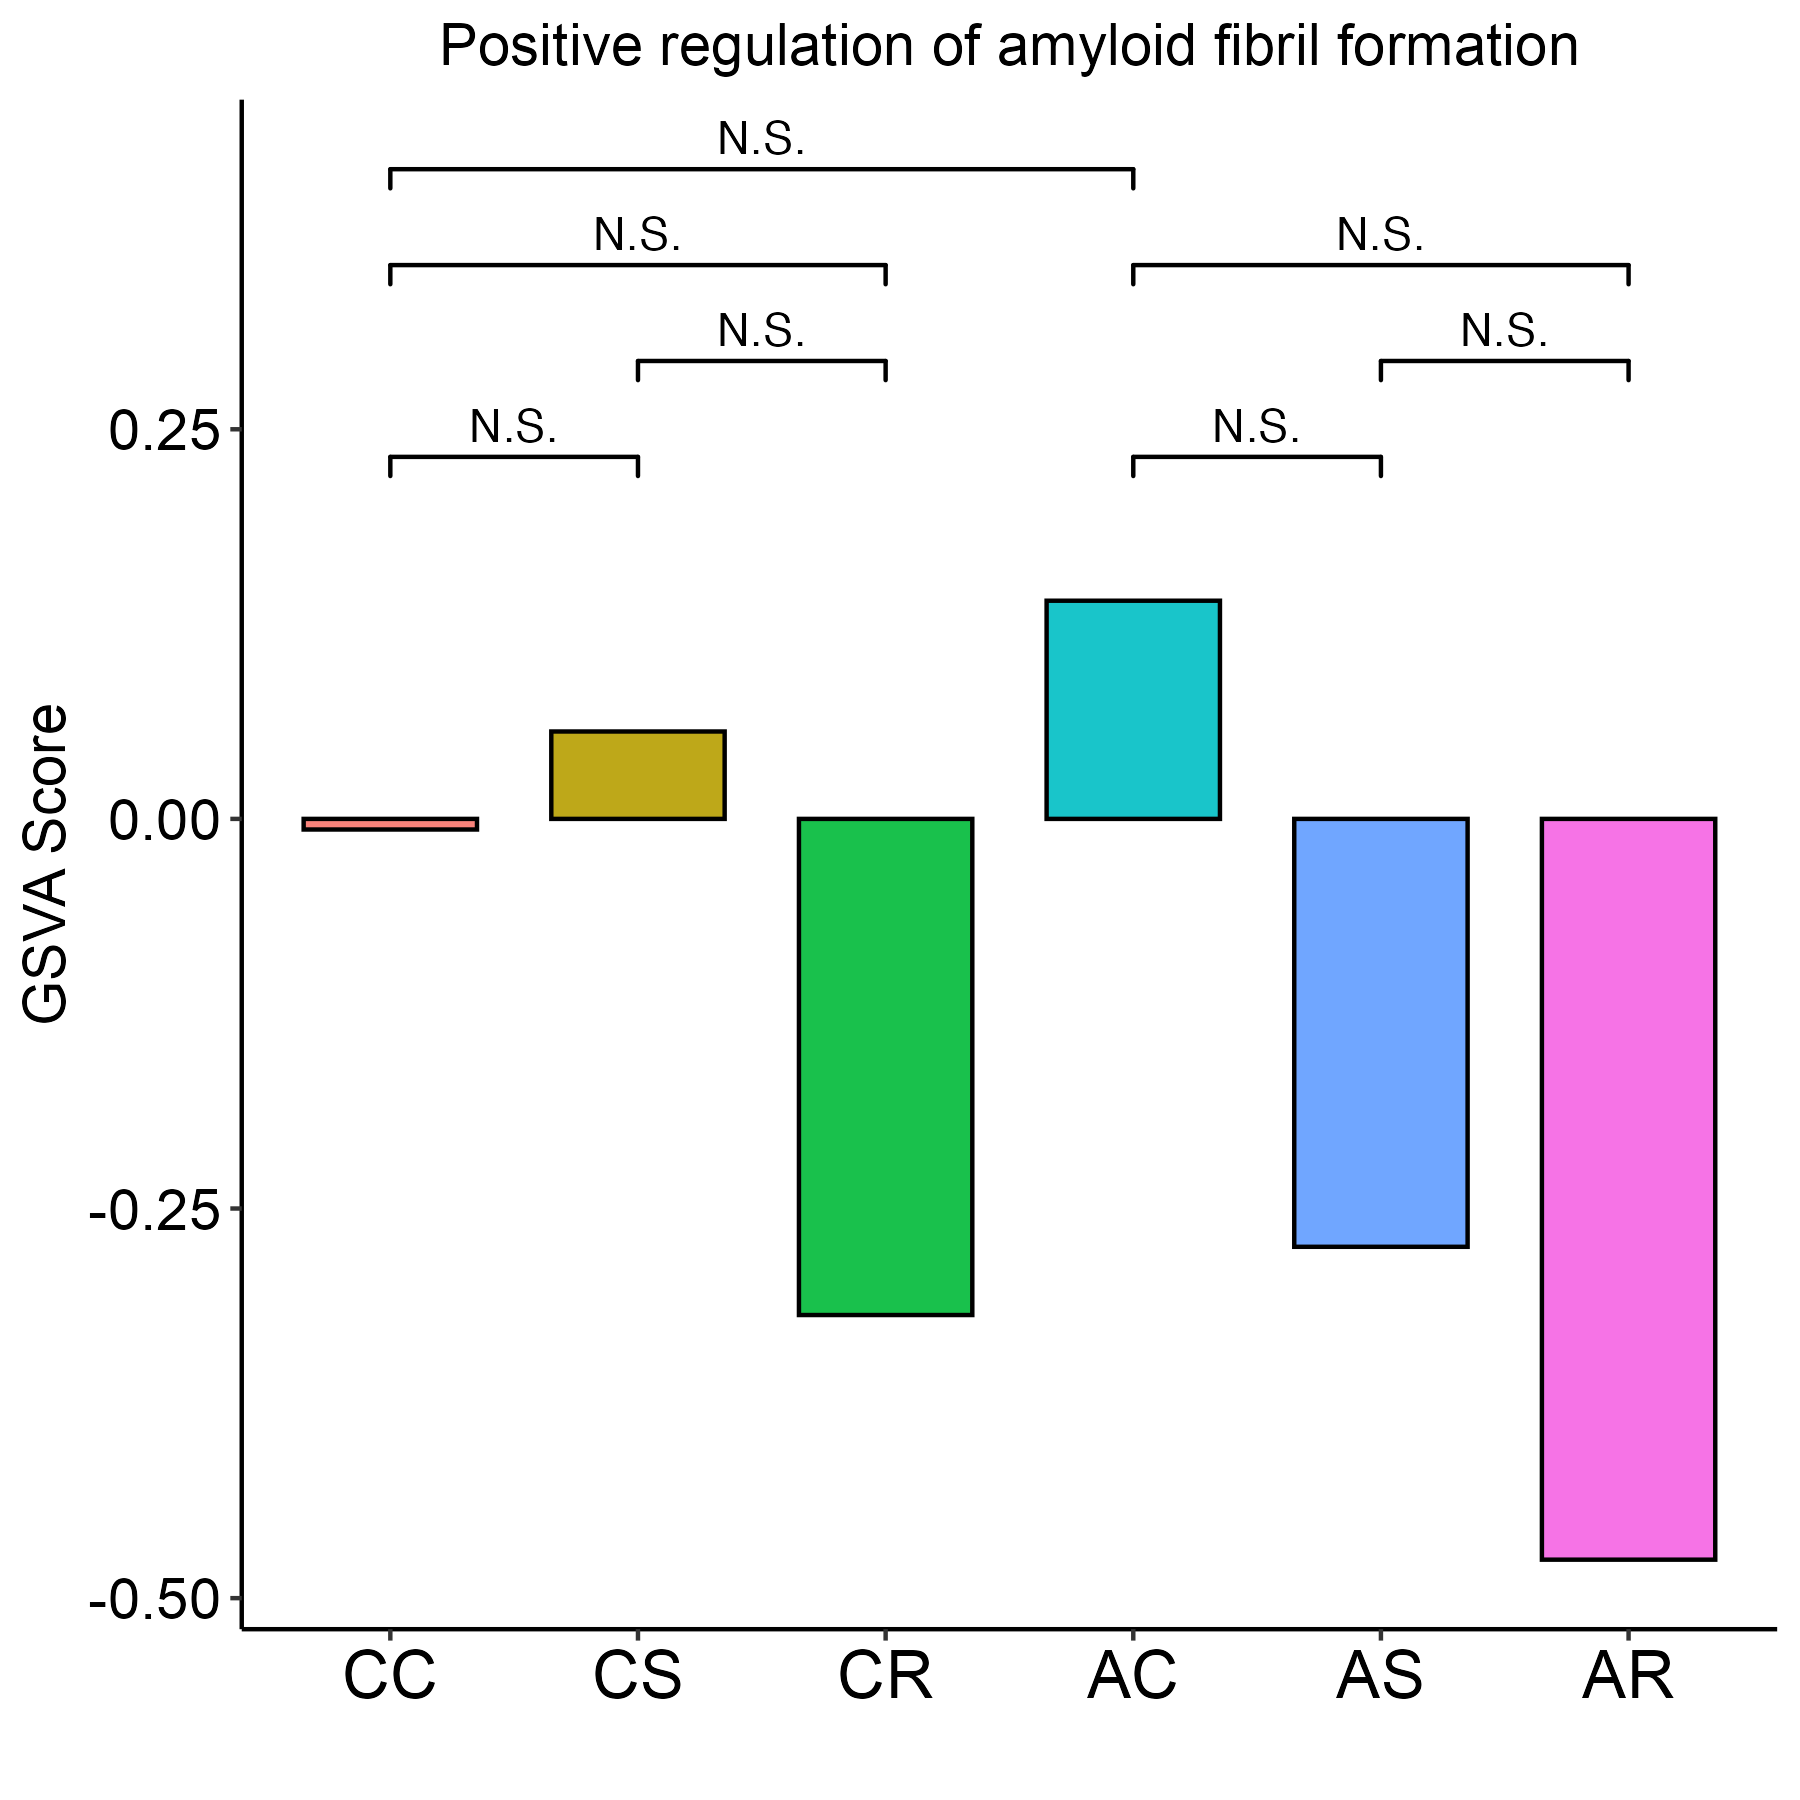 Positive regulation of amyloid fibril formation
N.S.
N.S.
N.S.
N.S.
N.S.
N.S.
N.S.
0.25
0.00
-0.25
-0.50
GSVA Score
CC
CS
CR
AC
AS
AR